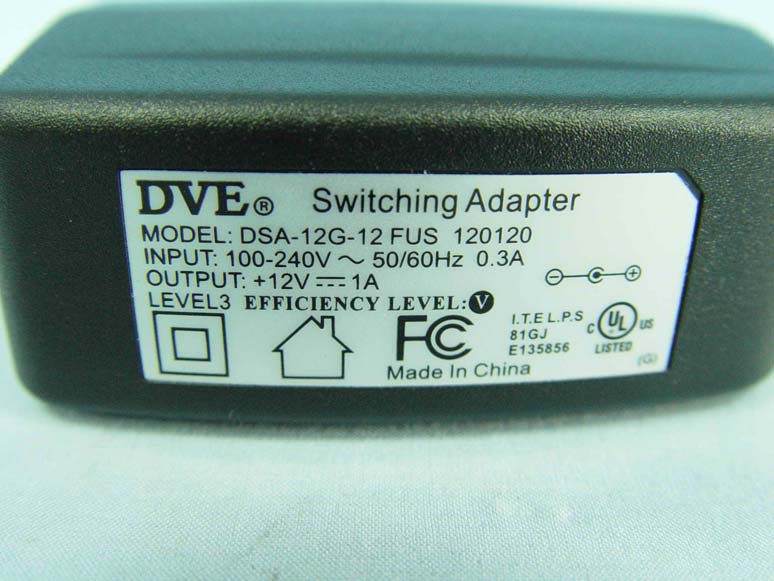 DVE® Switching Adapter
MODEL: DSA-12G-12 FUS 120120
INPUT: 100-240V ~ 50/60Hz 0.3A
OUTPUT: +12V ⎓ 1A
LEVEL3 EFFICIENCY LEVEL: V
FC
Made In China
I.T.E L.P.S
81GJ
E135856
C UL US
LISTED
(G)